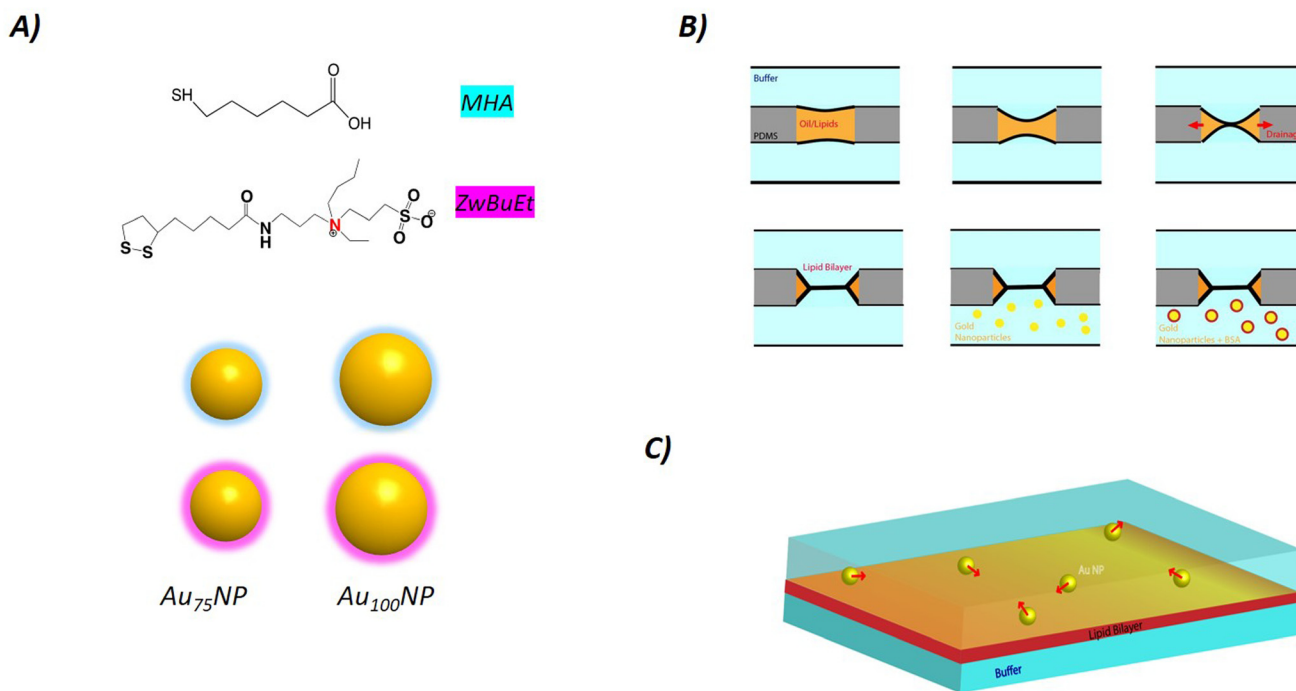 A)
SH
O
OH
MHA
O
N
H
S
S
N
⊕
S
O
O
O⊖
ZwBuEt
Au75NP
Au100NP
B)
Buffer
Oil/Lipids
PDMS
Drainag
Lipid Bilayer
Gold
Nanoparticles
Gold
Nanoparticles + BSA
C)
Au NP
Lipid Bilayer
Buffer